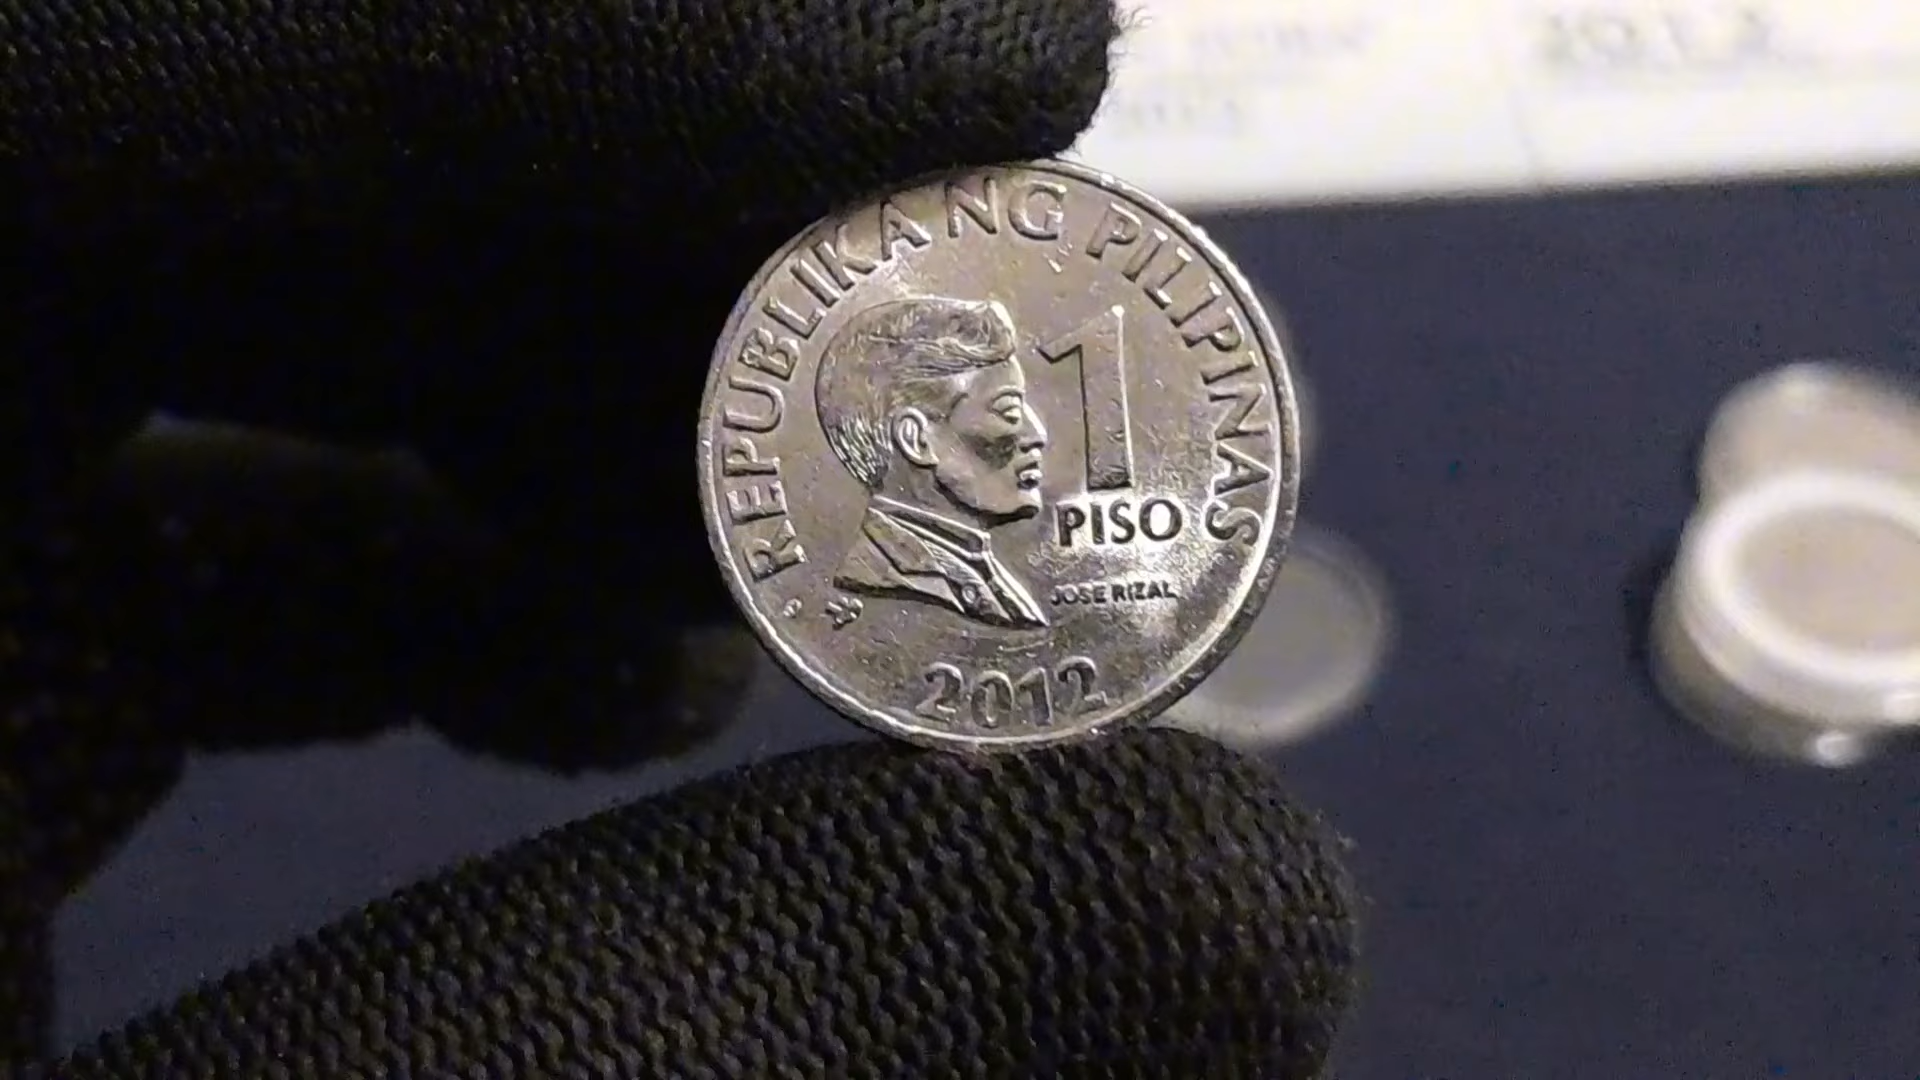 REPUBLIKA NG PILIPINAS
1
PISO
JOSE RIZAL
2012